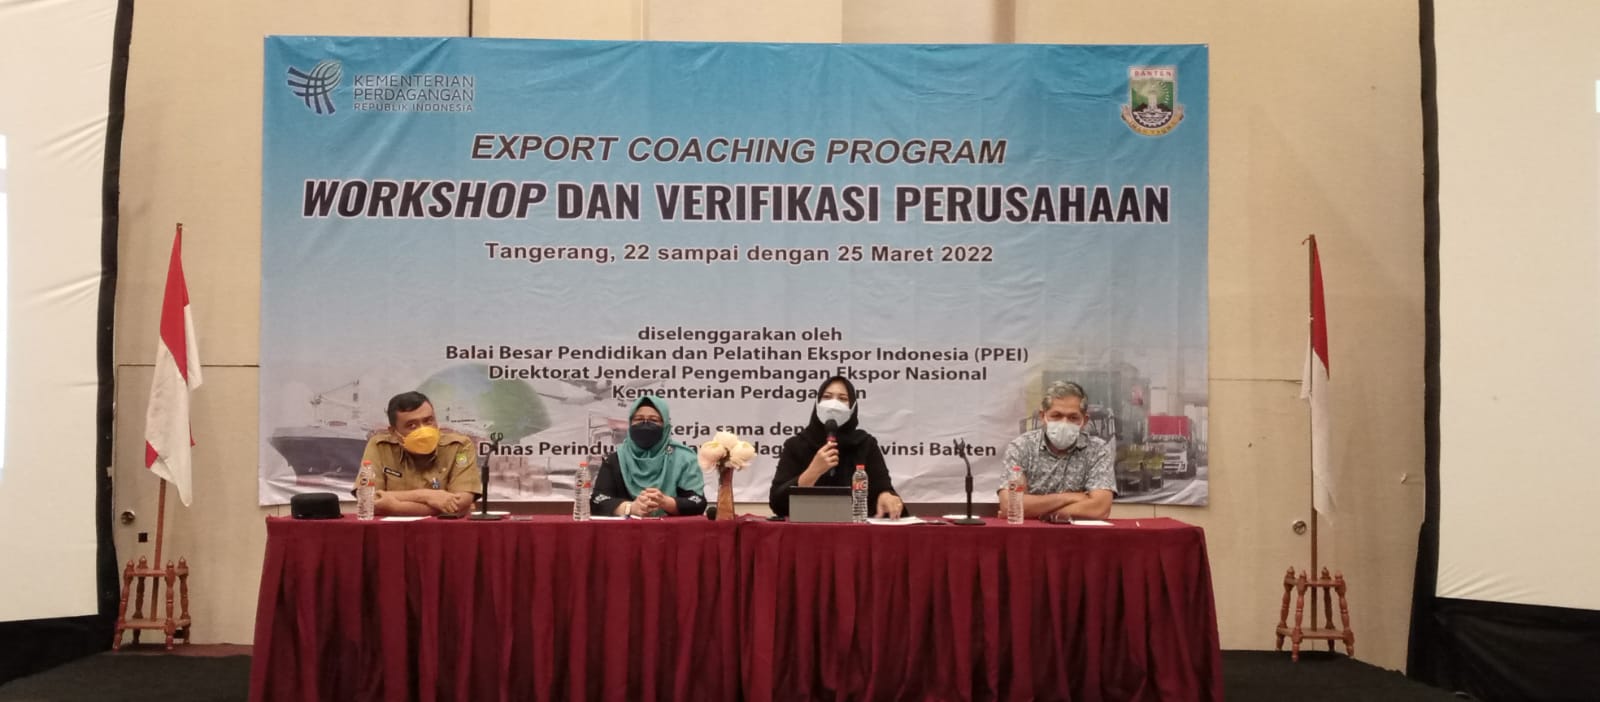 KEMENTERIAN
PERDAGANGAN
REPUBLIK INDONESIA
BANTEN
EXPORT COACHING PROGRAM
WORKSHOP DAN VERIFIKASI PERUSAHAAN
Tangerang, 22 sampai dengan 25 Maret 2022
diselenggarakan oleh
Balai Besar Pendidikan dan Pelatihan Ekspor Indonesia (PPEI)
Direktorat Jenderal Pengembangan Ekspor Nasional
Kementerian
kerja sama
Dinas Banten